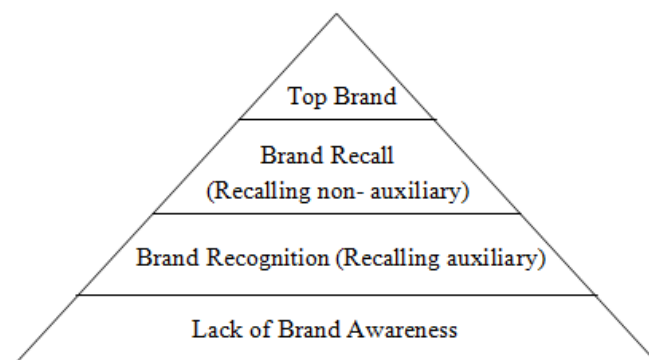 Top Brand
Brand Recall
(Recalling non- auxiliary)
Brand Recognition (Recalling auxiliary)
Lack of Brand Awareness